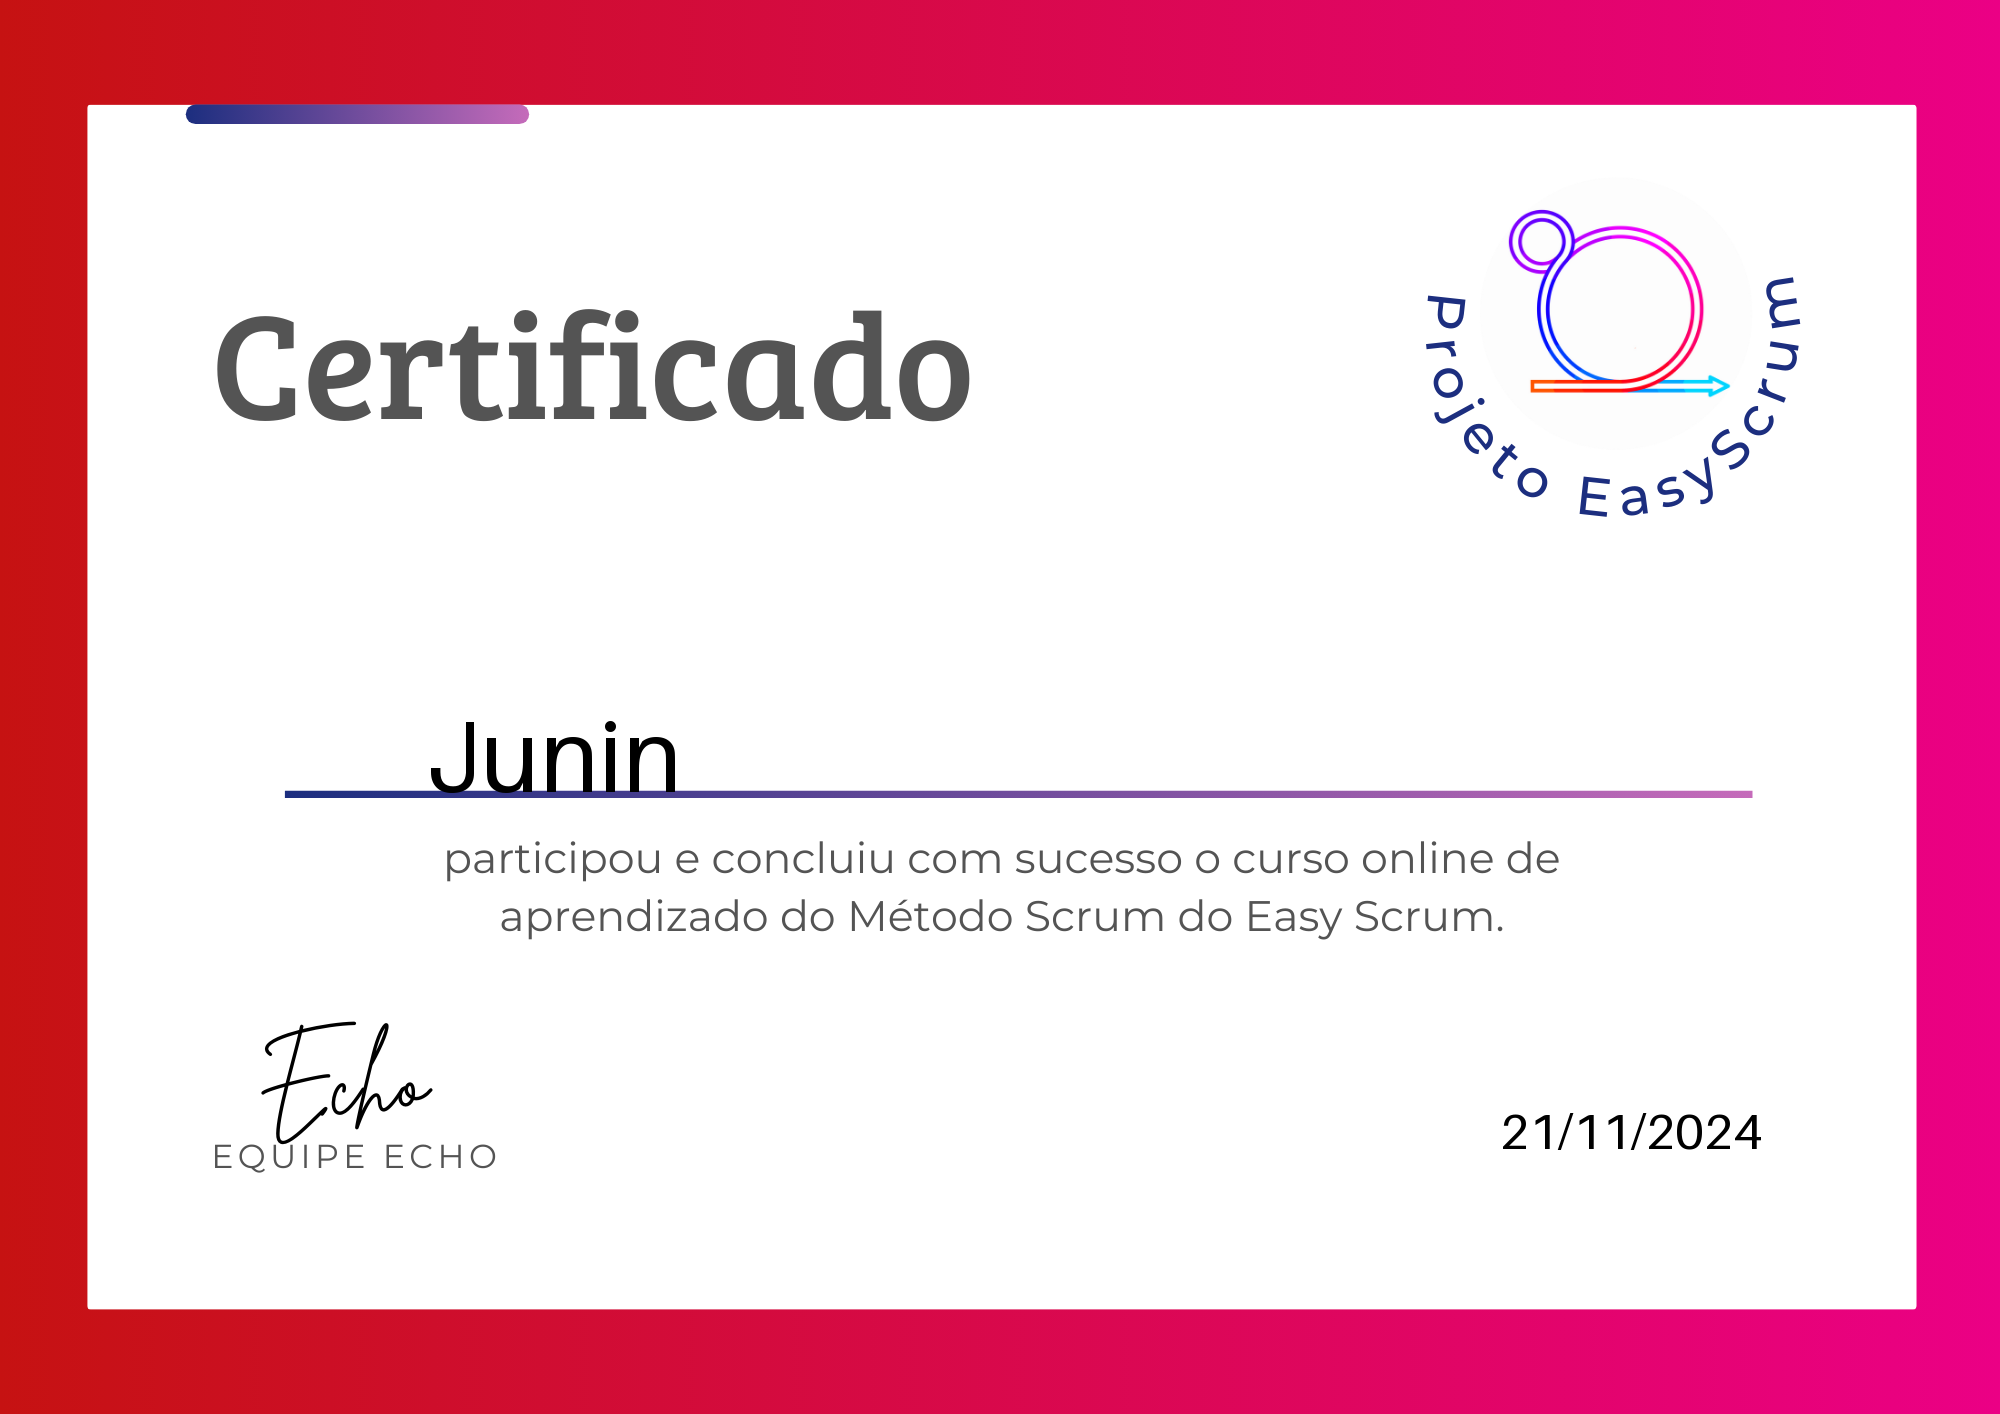 Certificado
Projeto EasyScrum
Junin
participou e concluiu com sucesso o curso online de
aprendizado do Método Scrum do Easy Scrum.
Echo
EQUIPE ECHO
21/11/2024